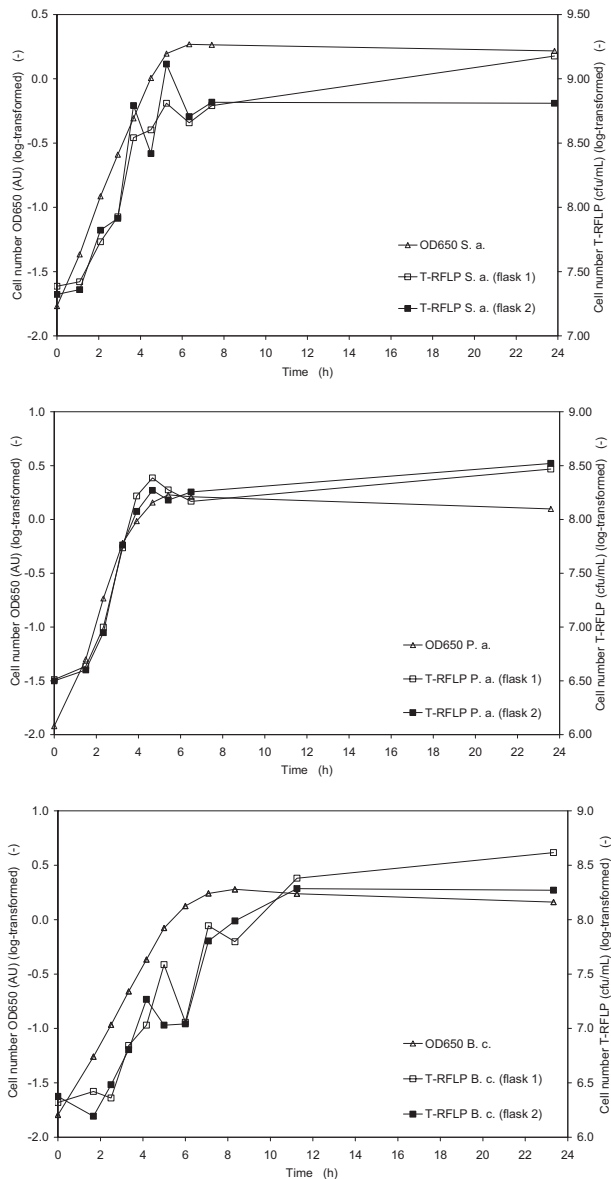 0.5
0.0
-0.5
-1.0
-1.5
-2.0
Cell number OD650 (AU) (log-transformed) (-)
9.50
9.00
8.50
8.00
7.50
7.00
Cell number T-RFLP (cfu/mL) (log-transformed) (-)
OD650 S. a.
T-RFLP S. a. (flask 1)
T-RFLP S. a. (flask 2)
0 2 4 6 8 10 12 14 16 18 20 22 24
Time (h)
1.0
0.5
0.0
-0.5
-1.0
-1.5
-2.0
Cell number OD650 (AU) (log-transformed) (-)
9.00
8.50
8.00
7.50
7.00
6.50
6.00
Cell number T-RFLP (cfu/mL) (log-transformed) (-)
OD650 P. a.
T-RFLP P. a. (flask 1)
T-RFLP P. a. (flask 2)
0 2 4 6 8 10 12 14 16 18 20 22 24
Time (h)
1.0
0.5
0.0
-0.5
-1.0
-1.5
-2.0
Cell number OD650 (AU) (log-transformed) (-)
9.0
8.5
8.0
7.5
7.0
6.5
6.0
Cell number T-RFLP (cfu/mL) (log-transformed) (-)
OD650 B. c.
T-RFLP B. c. (flask 1)
T-RFLP B. c. (flask 2)
0 2 4 6 8 10 12 14 16 18 20 22 24
Time (h)